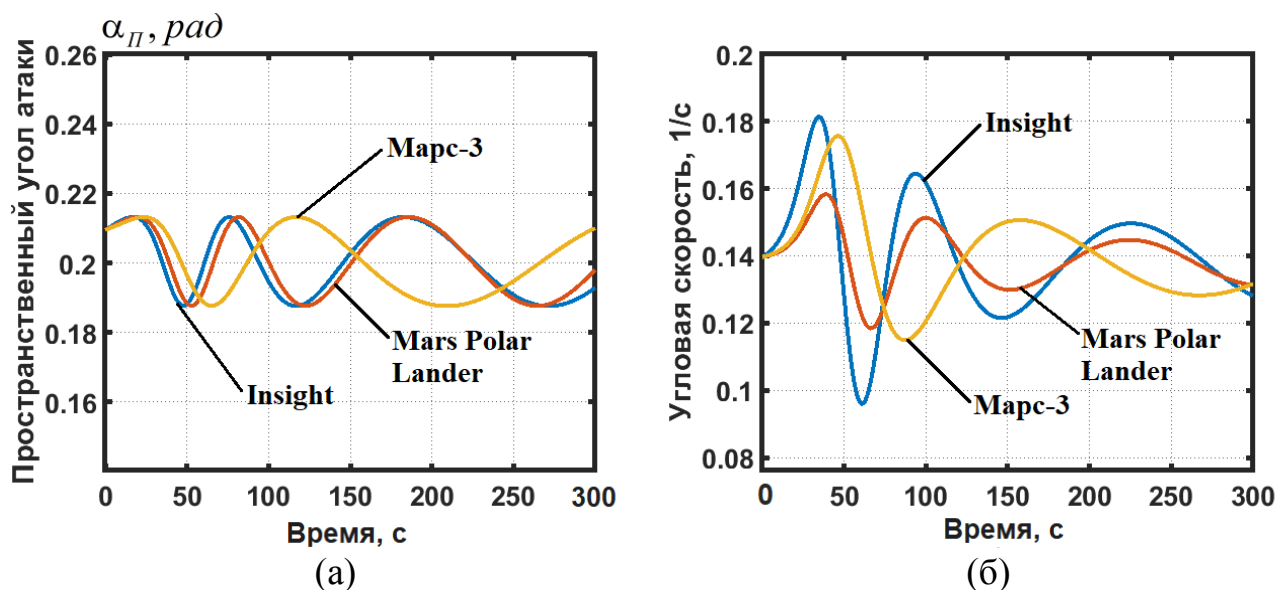 α_П, рад
Пространственный угол атаки
0.26
0.24
0.22
0.2
0.18
0.16
Марс-3
Mars Polar
Lander
Insight
0
50
100
150
200
250
300
Время, с
(а)
Угловая скорость, 1/с
0.2
0.18
0.16
0.14
0.12
0.1
0.08
Insight
Mars Polar
Lander
Марс-3
0
50
100
150
200
250
300
Время, с
(б)